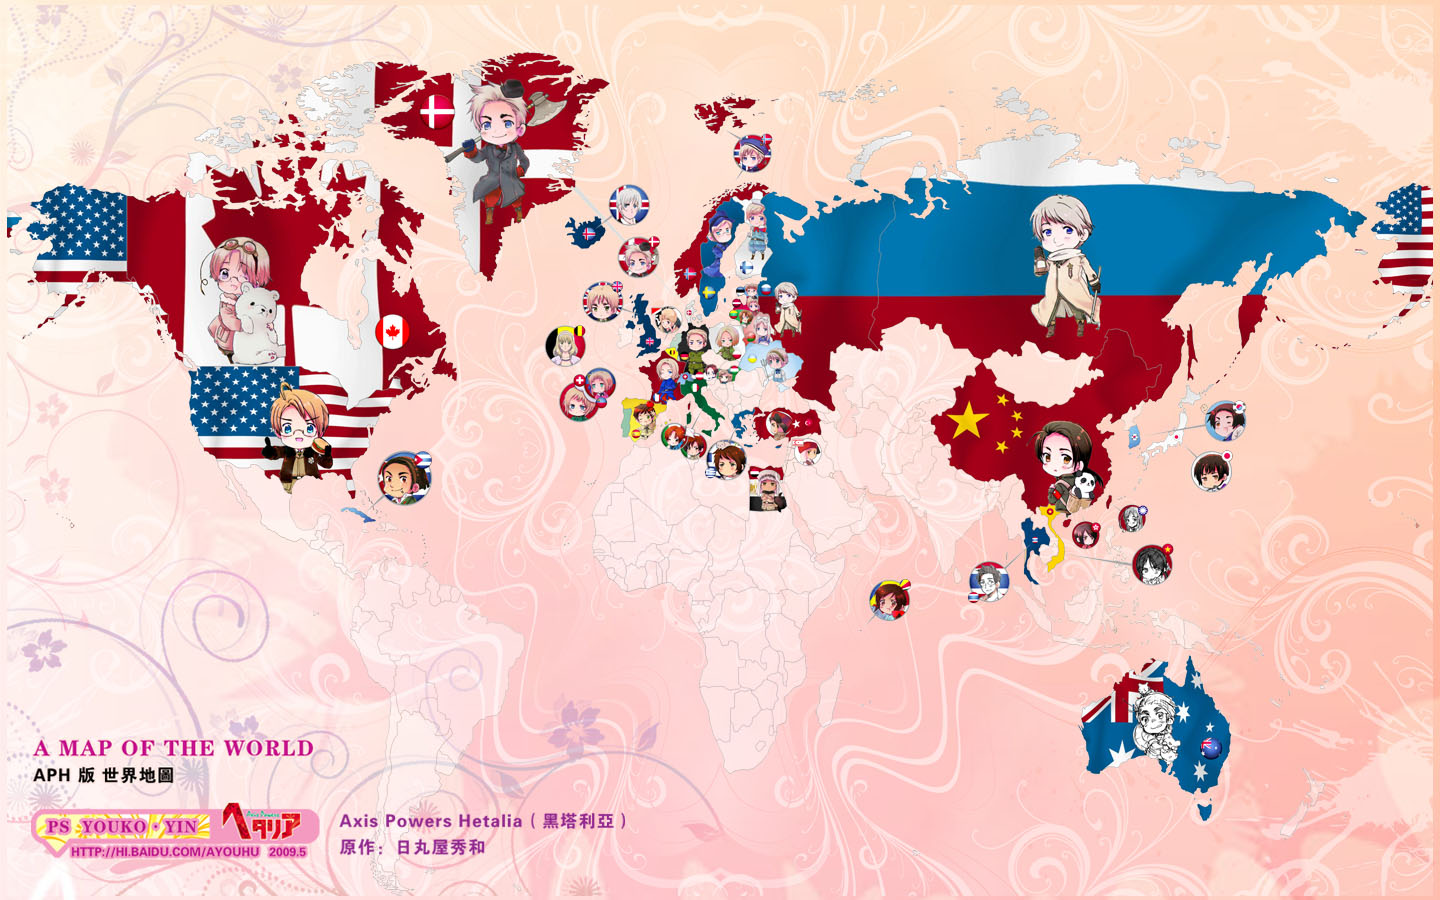 A MAP OF THE WORLD
APH 版 世界地圖
PS YOUKO·YIN
ヘタリア
HTTP://HI.BAIDU.COM/AYOUHU 2009.5
Axis Powers Hetalia（黑塔利亞）
原作：日丸屋秀和